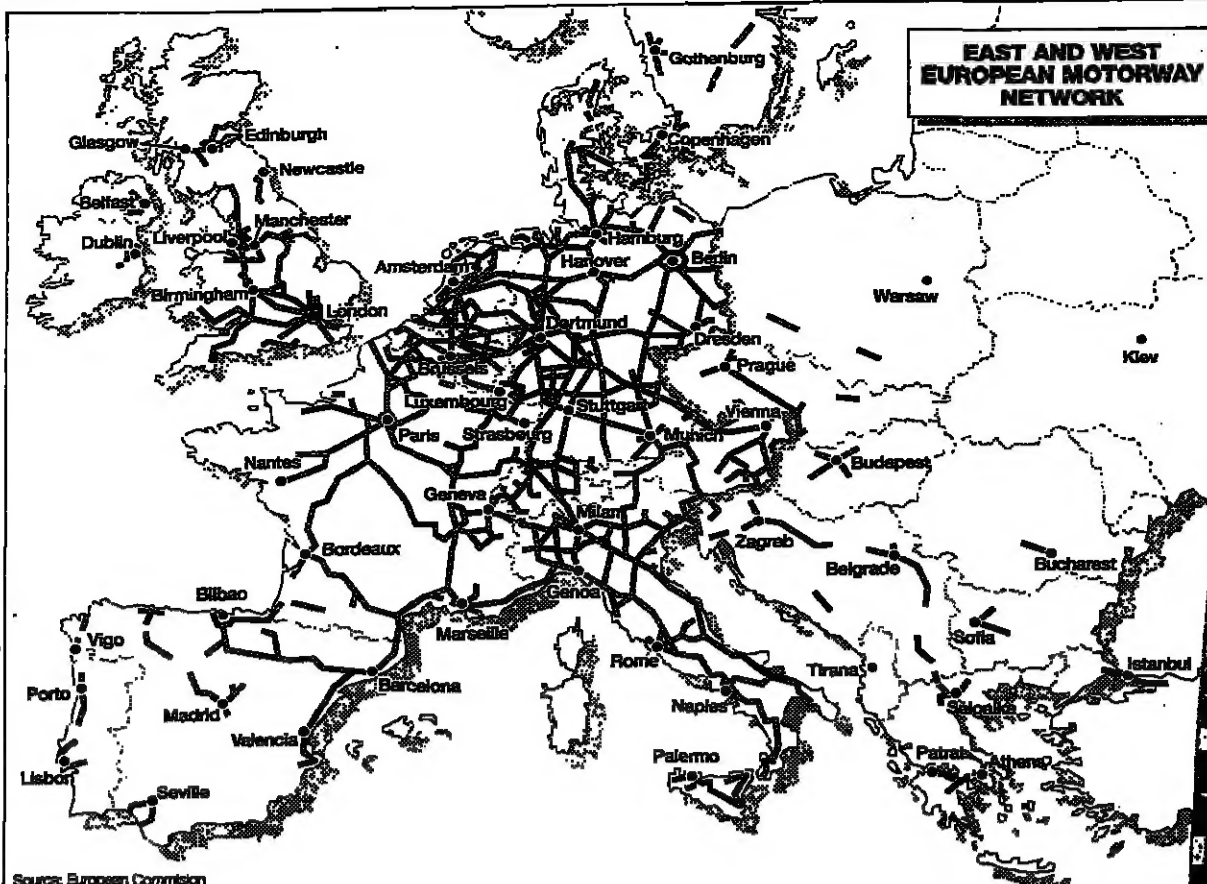 EAST AND WEST
EUROPEAN MOTORWAY
NETWORK
Gothenburg
Copenhagen
Glasgow
Edinburgh
Newcastle
Belfast
Dublin
Liverpool
Manchester
Birmingham
London
Amsterdam
Hamburg
Hanover
Berlin
Warsaw
Kiev
Dortmund
Dresden
Brussels
Prague
Luxembourg
Stuttgart
Vienna
Paris
Strasbourg
Munich
Nantes
Budapest
Geneva
Milan
Zagreb
Bordeaux
Belgrade
Bucharest
Bilbao
Genoa
Marseille
Sofia
Vigo
Rome
Tirana
Istanbul
Porto
Barcelona
Madrid
Naples
Salonika
Valencia
Lisbon
Palermo
Patrai
Athens
Seville
Source: European Commision